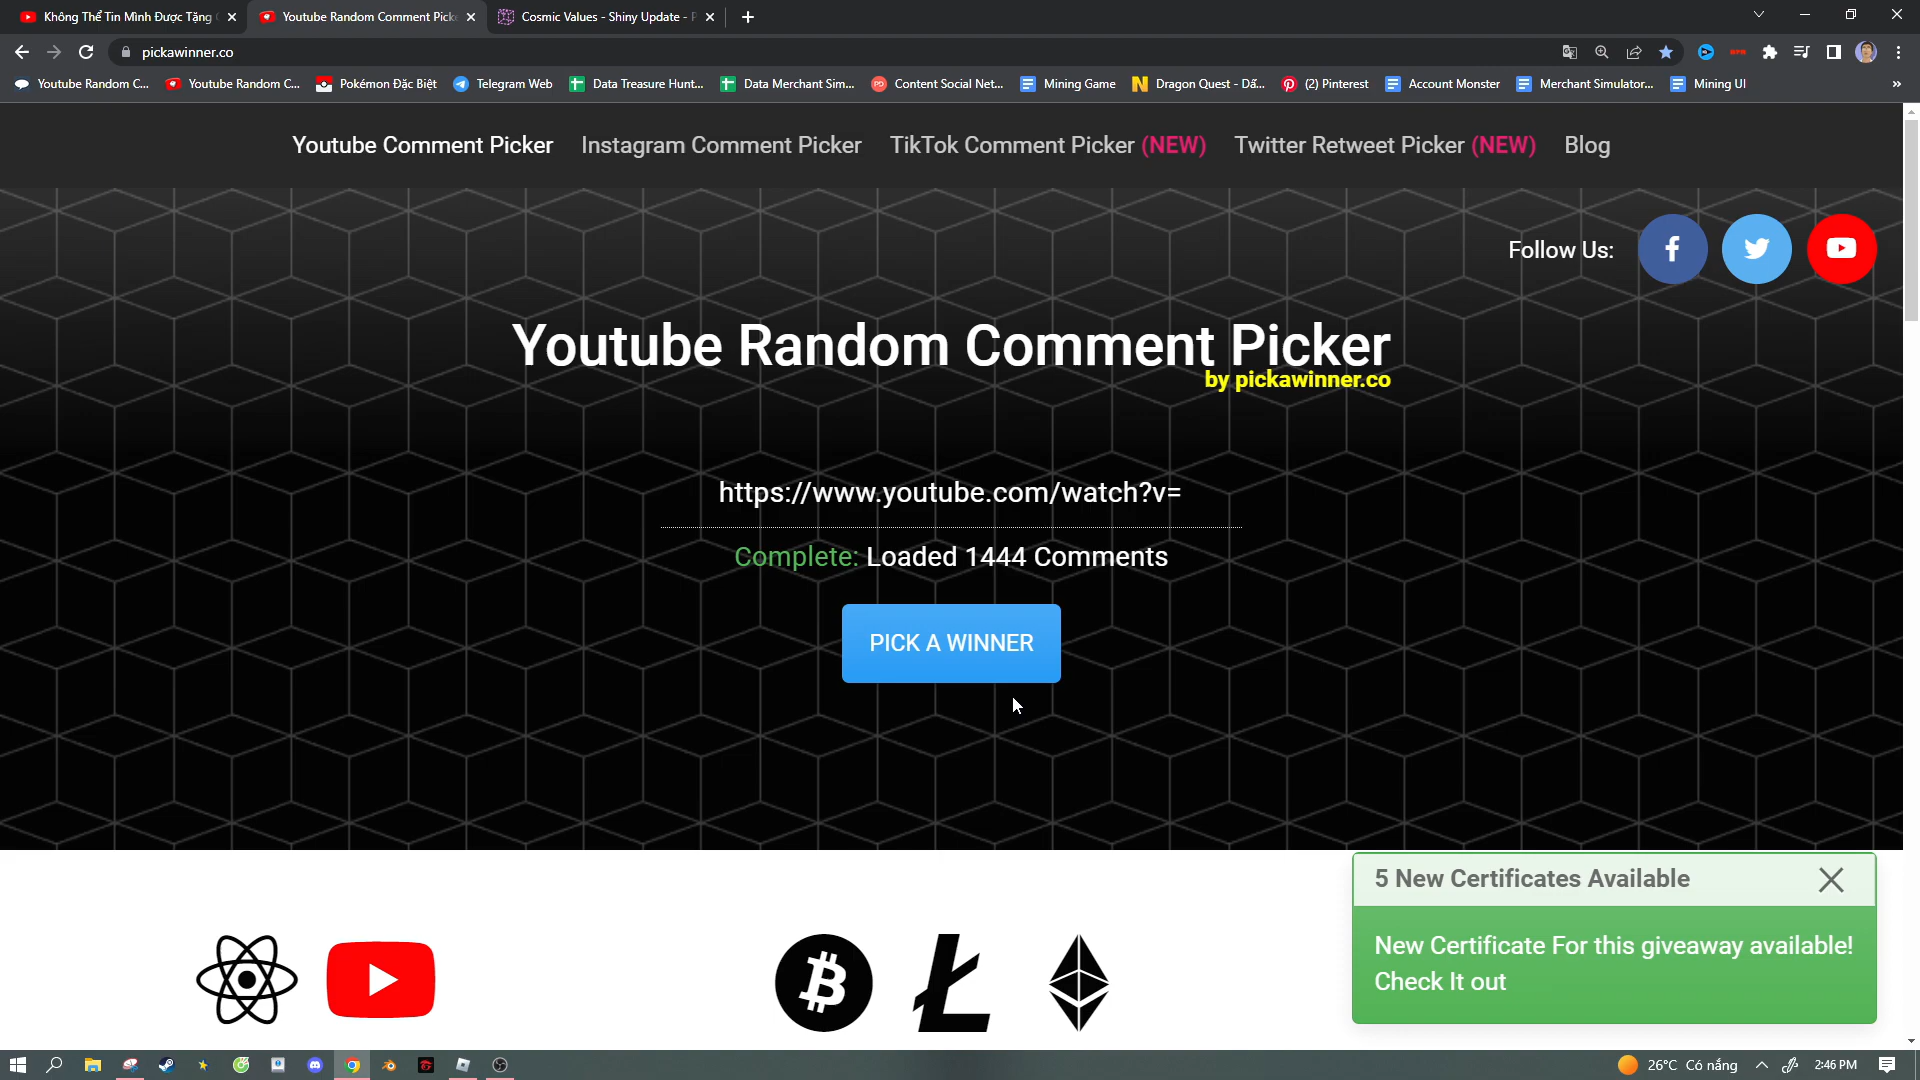 Không Thể Tin Mình Được Tặng
Youtube Random Comment Pick
Cosmic Values - Shiny Update - P
pickawinner.co
Youtube Random C...
Youtube Random C...
Pokémon Đặc Biệt
Telegram Web
Data Treasure Hunt...
Data Merchant Sim...
Content Social Net...
Mining Game
Dragon Quest - Dấ...
(2) Pinterest
Account Monster
Merchant Simulator...
Mining UI
Youtube Comment Picker
Instagram Comment Picker
TikTok Comment Picker (NEW)
Twitter Retweet Picker (NEW)
Blog
Follow Us:
Youtube Random Comment Picker
by pickawinner.co
https://www.youtube.com/watch?v=
Complete: Loaded 1444 Comments
PICK A WINNER
5 New Certificates Available
New Certificate For this giveaway available!
Check It out
26°C Có nắng
2:46 PM